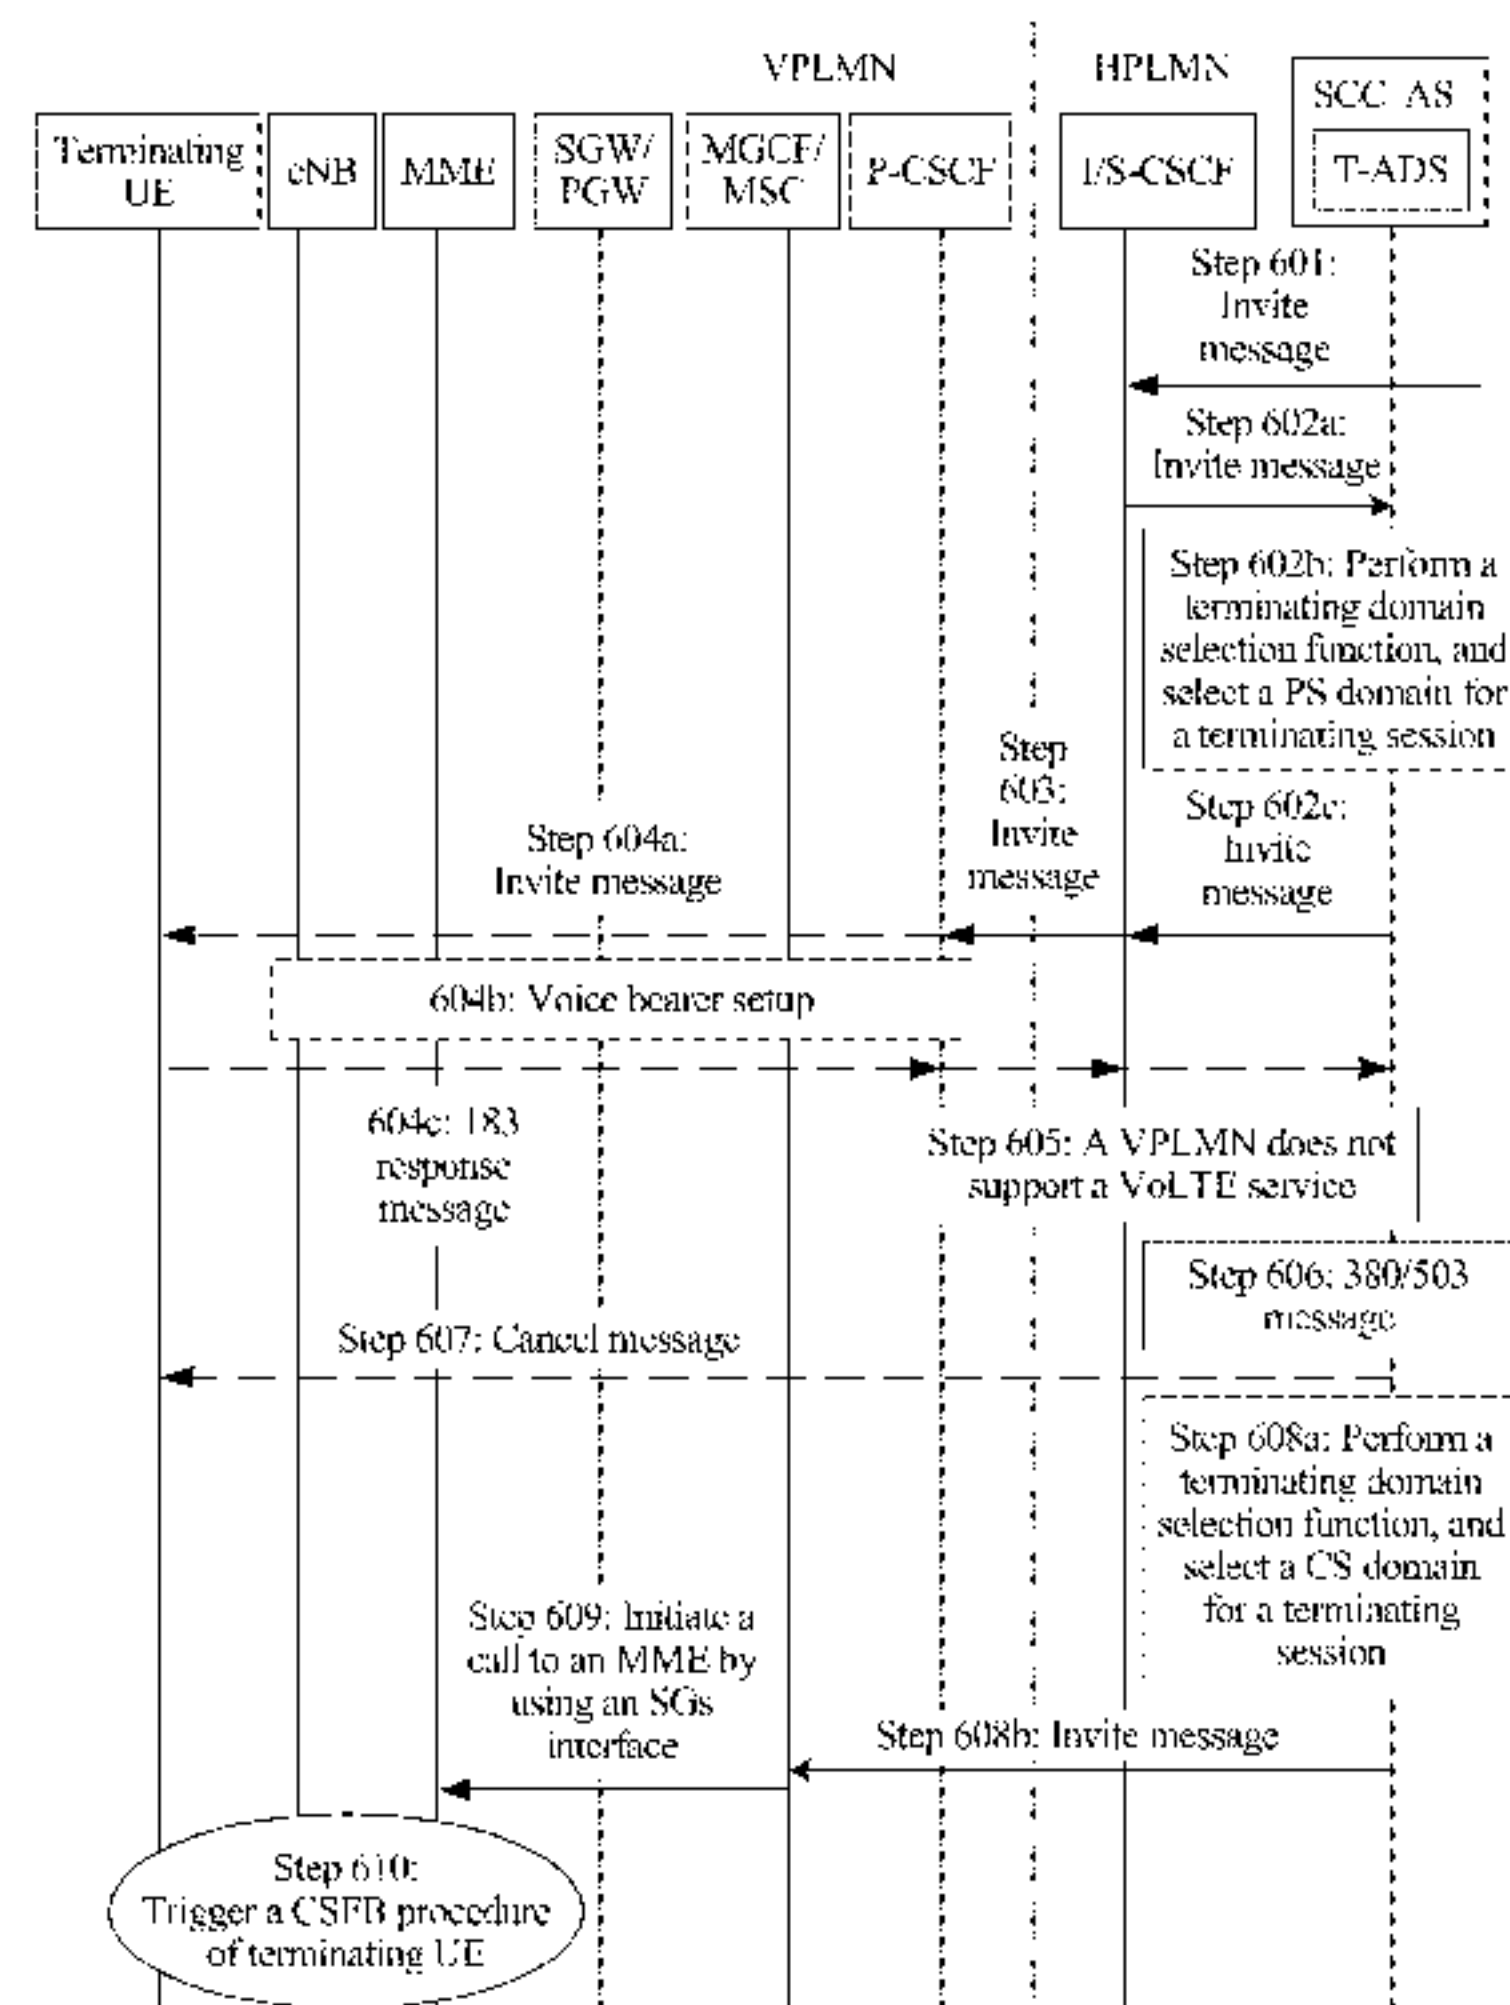 VPLMN
HPLMN
SCC AS
T-ADS
Terminating
UE
eNB
MME
SGW/
PGW
MGCF/
MSC
P-CSCF
I/S-CSCF
Step 601:
Invite
message
Step 602a:
Invite message
Step 602b: Perform a
terminating domain
selection function, and
select a PS domain for
a terminating session
Step
603:
Invite
message
Step 602c:
Invite
message
Step 604a:
Invite message
604b: Voice bearer setup
604c: 183
response
message
Step 605: A VPLMN does not
support a VoLTE service
Step 606: 380/503
message
Step 607: Cancel message
Step 608a: Perform a
terminating domain
selection function, and
select a CS domain
for a terminating
session
Step 609: Initiate a
call to an MME by
using an SGs
interface
Step 608b: Invite message
Step 610:
Trigger a CSFB procedure
of terminating UE